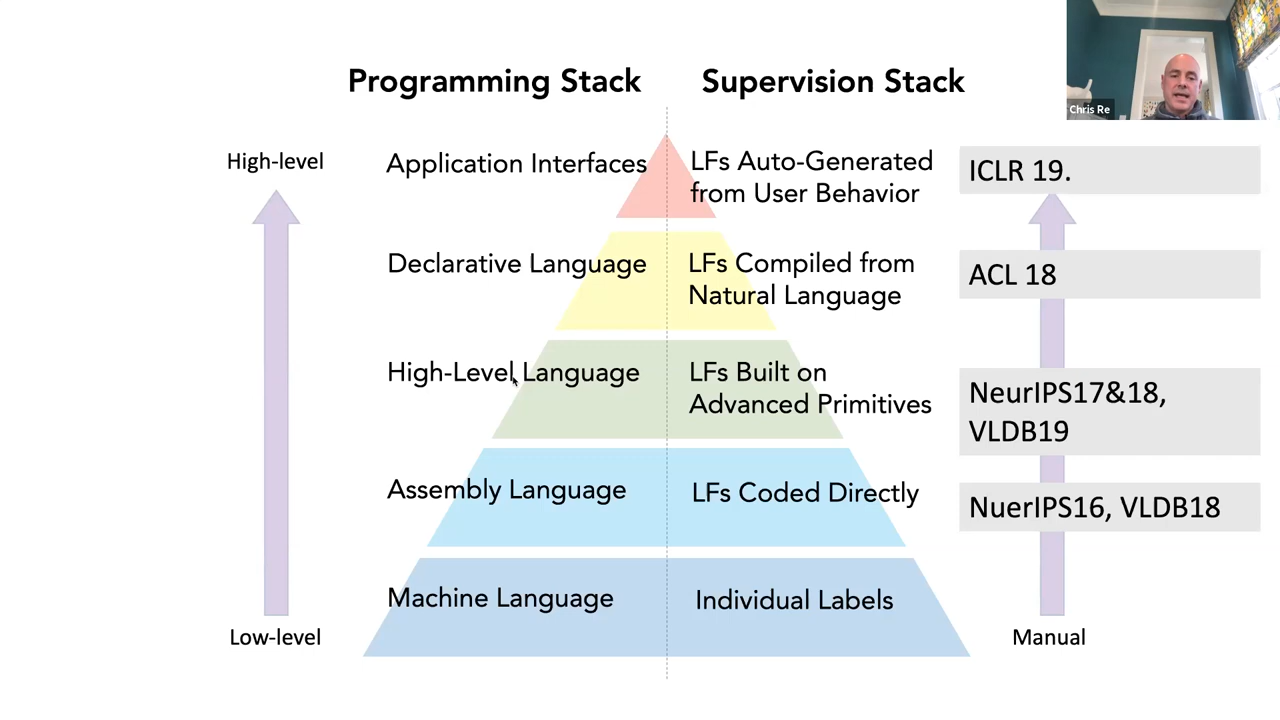 Programming Stack
Supervision Stack
Chris Re
High-level
Application Interfaces
LFs Auto-Generated
from User Behavior
ICLR 19.
Declarative Language
LFs Compiled from
Natural Language
ACL 18
High-Level Language
LFs Built on
Advanced Primitives
NeurIPS17&18,
VLDB19
Assembly Language
LFs Coded Directly
NuerIPS16, VLDB18
Machine Language
Individual Labels
Low-level
Manual